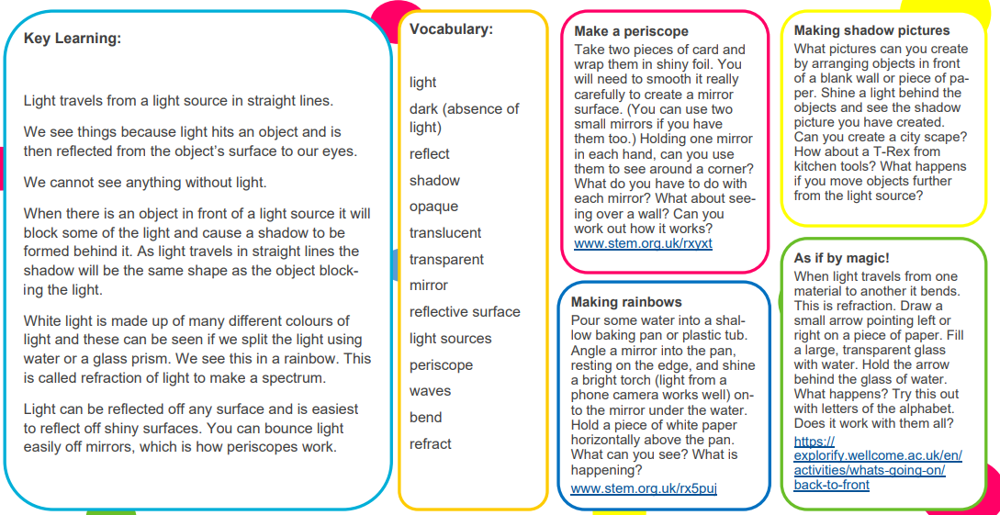 Key Learning:
Light travels from a light source in straight lines.
We see things because light hits an object and is
then reflected from the object’s surface to our eyes.
We cannot see anything without light.
When there is an object in front of a light source it will
block some of the light and cause a shadow to be
formed behind it. As light travels in straight lines the
shadow will be the same shape as the object block-
ing the light.
White light is made up of many different colours of
light and these can be seen if we split the light using
water or a glass prism. We see this in a rainbow. This
is called refraction of light to make a spectrum.
Light can be reflected off any surface and is easiest
to reflect off shiny surfaces. You can bounce light
easily off mirrors, which is how periscopes work.
Vocabulary:
light
dark (absence of
light)
reflect
shadow
opaque
translucent
transparent
mirror
reflective surface
light sources
periscope
waves
bend
refract
Make a periscope
Take two pieces of card and
wrap them in shiny foil. You
will need to smooth it really
carefully to create a mirror
surface. (You can use two
small mirrors if you have
them too.) Holding one mirror
in each hand, can you use
them to see around a corner?
What do you have to do with
each mirror? What about see-
ing over a wall? Can you
work out how it works?
www.stem.org.uk/rxyxt
Making rainbows
Pour some water into a shal-
low baking pan or plastic tub.
Angle a mirror into the pan,
resting on the edge, and shine
a bright torch (light from a
phone camera works well) on-
to the mirror under the water.
Hold a piece of white paper
horizontally above the pan.
What can you see? What is
happening?
www.stem.org.uk/rx5puj
Making shadow pictures
What pictures can you create
by arranging objects in front
of a blank wall or piece of pa-
per. Shine a light behind the
objects and see the shadow
picture you have created.
Can you create a city scape?
How about a T-Rex from
kitchen tools? What happens
if you move objects further
from the light source?
As if by magic!
When light travels from one
material to another it bends.
This is refraction. Draw a
small arrow pointing left or
right on a piece of paper. Fill
a large, transparent glass
with water. Hold the arrow
behind the glass of water.
What happens? Try this out
with letters of the alphabet.
Does it work with them all?
https://
explorify.wellcome.ac.uk/en/
activities/whats-going-on/
back-to-front